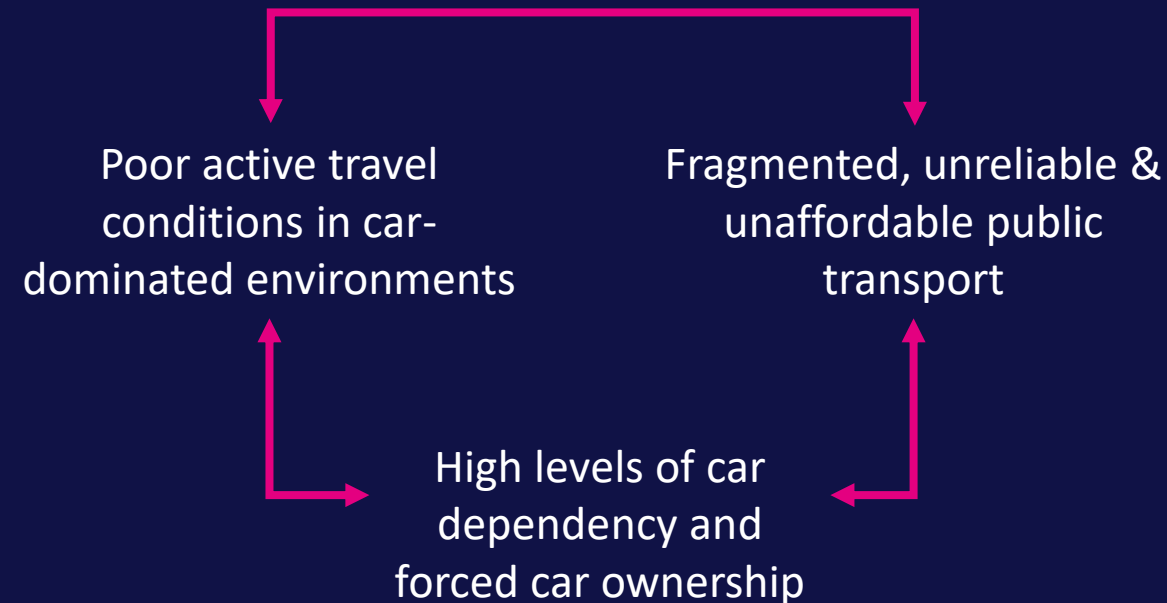 Poor active travel
conditions in car-
dominated environments
Fragmented, unreliable &
unaffordable public
transport
High levels of car
dependency and
forced car ownership